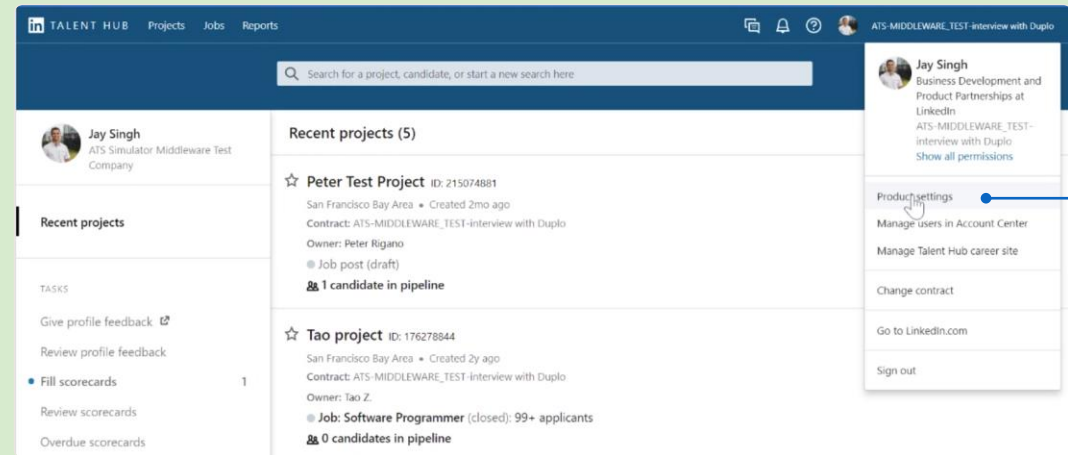 in TALENT HUB Projects Jobs Reports
ATS-MIDDLEWARE_TEST-interview with Duplo
Search for a project, candidate, or start a new search here
Jay Singh
Business Development and
Product Partnerships at
LinkedIn
ATS-MIDDLEWARE_TEST-
interview with Duplo
Show all permissions
Product settings
Manage users in Account Center
Manage Talent Hub career site
Change contract
Go to LinkedIn.com
Sign out
Jay Singh
ATS Simulator Middleware Test
Company
Recent projects
TASKS
Give profile feedback
Review profile feedback
Fill scorecards 1
Review scorecards
Overdue scorecards
Recent projects (5)
Peter Test Project ID: 215074881
San Francisco Bay Area • Created 2mo ago
Contract: ATS-MIDDLEWARE_TEST-interview with Duplo
Owner: Peter Rigano
Job post (draft)
1 candidate in pipeline
Tao project ID: 176278844
San Francisco Bay Area • Created 2y ago
Contract: ATS-MIDDLEWARE_TEST-interview with Duplo
Owner: Tao Z.
Job: Software Programmer (closed): 99+ applicants
0 candidates in pipeline